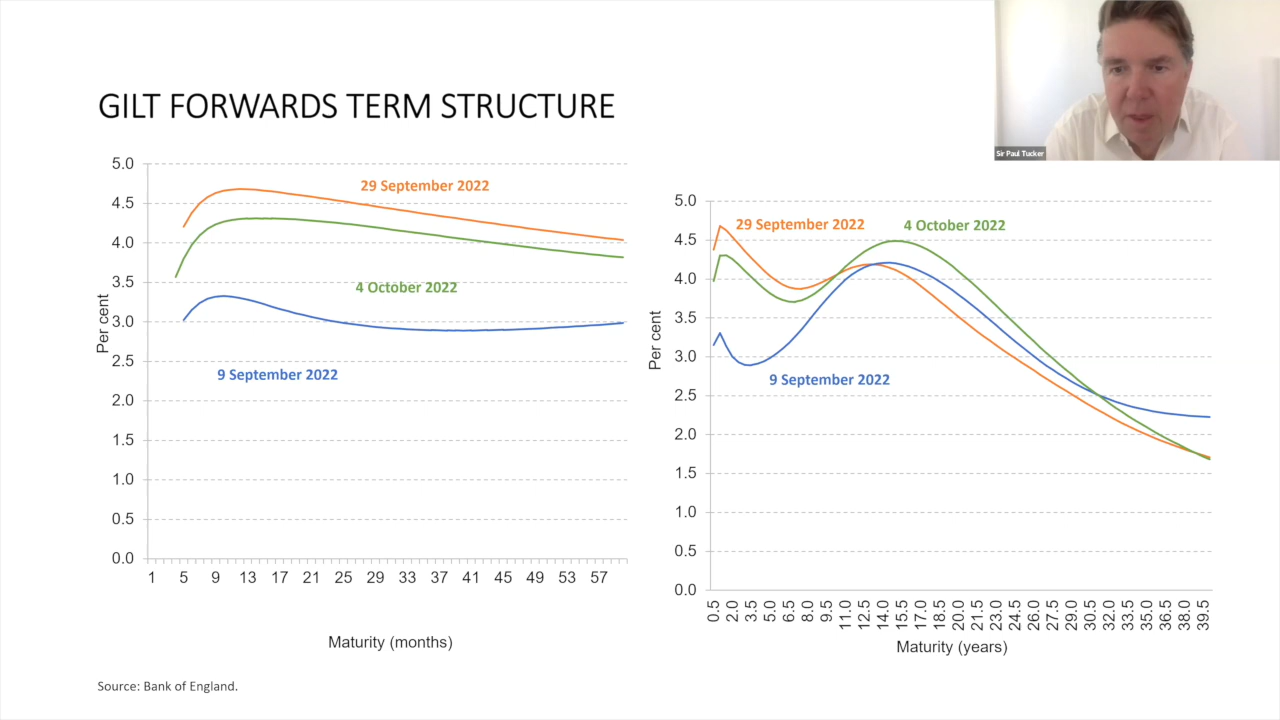 GILT FORWARDS TERM STRUCTURE
Sir Paul Tucker
5.0
4.5
4.0
3.5
3.0
2.5
2.0
1.5
1.0
0.5
0.0
Per cent
29 September 2022
4 October 2022
9 September 2022
1 5 9 13 17 21 25 29 33 37 41 45 49 53 57
Maturity (months)
5.0
4.5
4.0
3.5
3.0
2.5
2.0
1.5
1.0
0.5
0.0
Per cent
29 September 2022
4 October 2022
9 September 2022
0.5 2.0 3.5 5.0 6.5 8.0 9.5 11.0 12.5 14.0 15.5 17.0 18.5 20.0 21.5 23.0 24.5 26.0 27.5 29.0 30.5 32.0 33.5 35.0 36.5 38.0 39.5
Maturity (years)
Source: Bank of England.